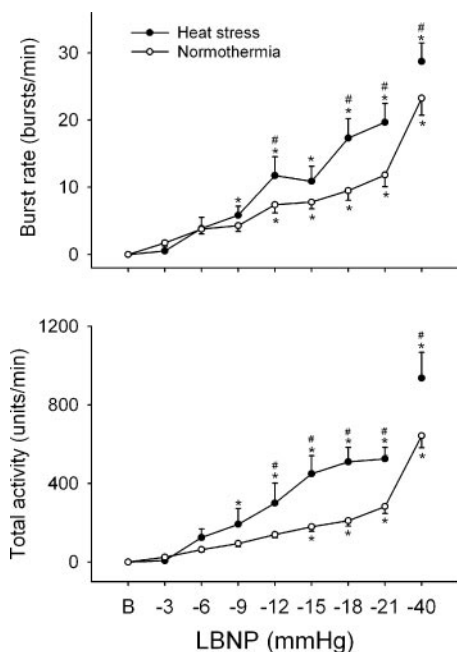 Heat stress
Normothermia
Burst rate (bursts/min)
30
20
10
0
# * 
* # * * # * # *
* * * * *
Total activity (units/min)
1200
800
400
0
# *
* # * # * # * # *
* * * *
B -3 -6 -9 -12 -15 -18 -21 -40
LBNP (mmHg)